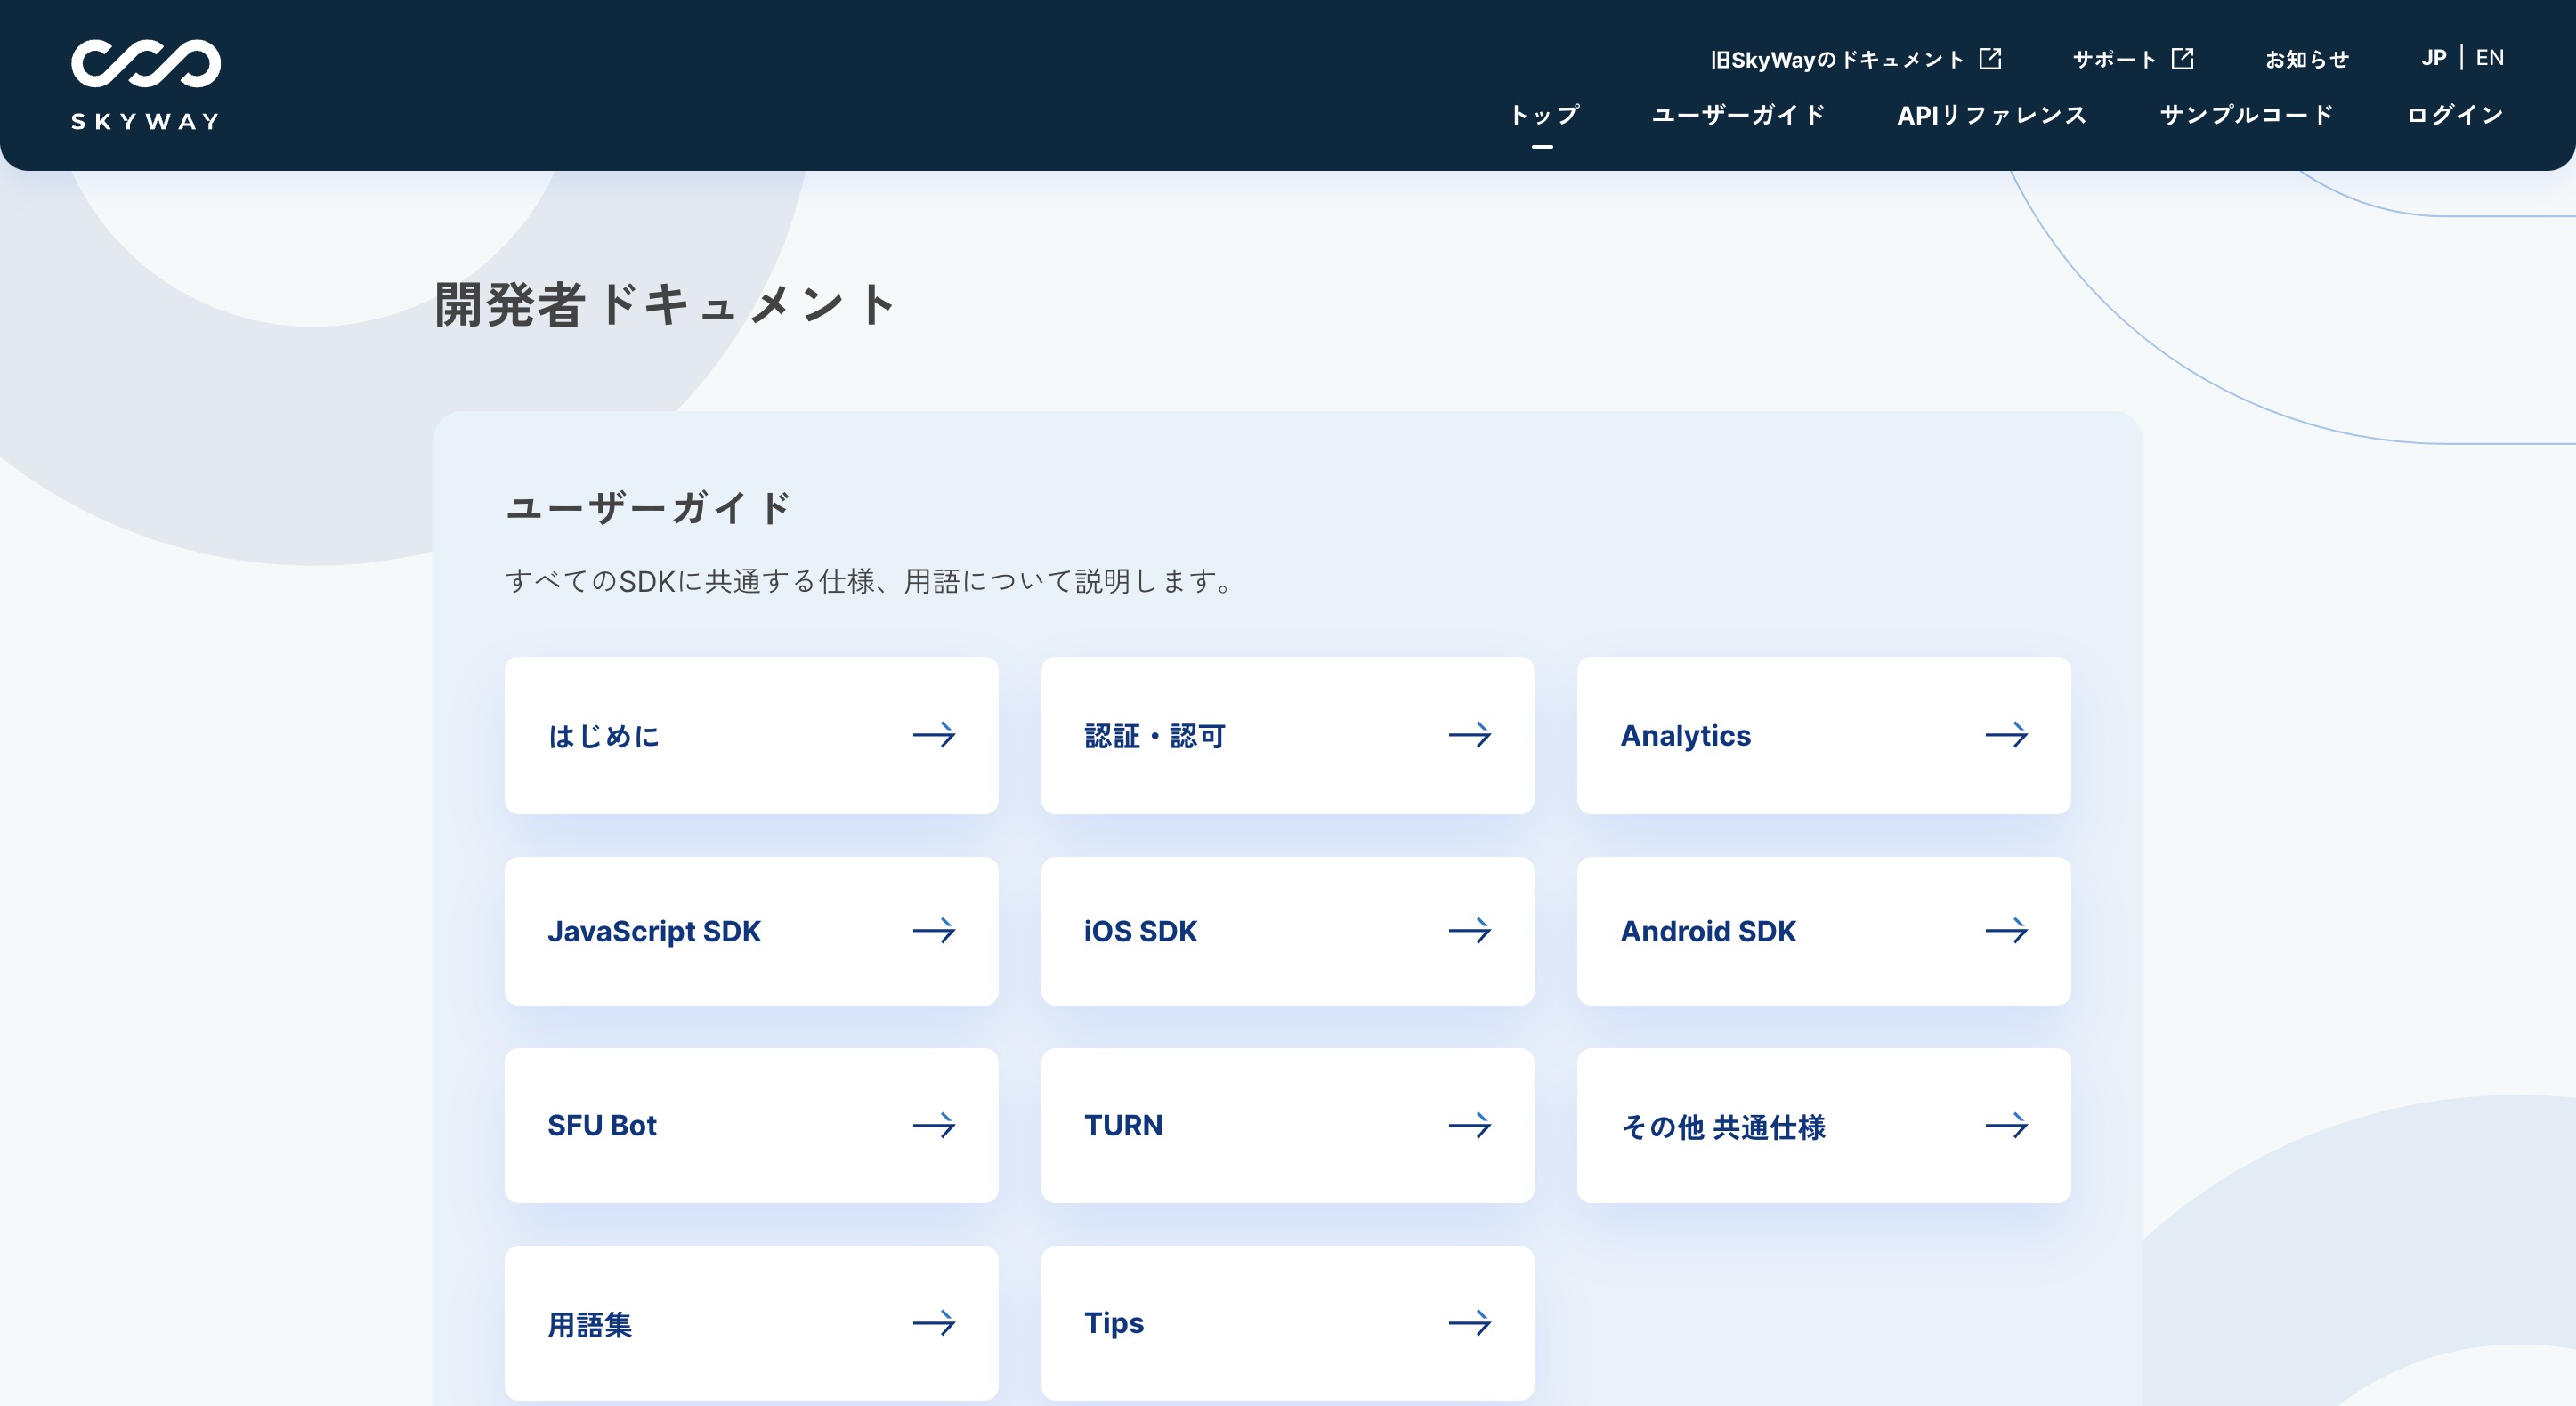 SKYWAY
旧SkyWayのドキュメント サポート お知らせ JP | EN
トップ ユーザーガイド APIリファレンス サンプルコード ログイン
開発者ドキュメント
ユーザーガイド
すべてのSDKに共通する仕様、用語について説明します。
はじめに 認証・認可 Analytics
JavaScript SDK iOS SDK Android SDK
SFU Bot TURN その他 共通仕様
用語集 Tips